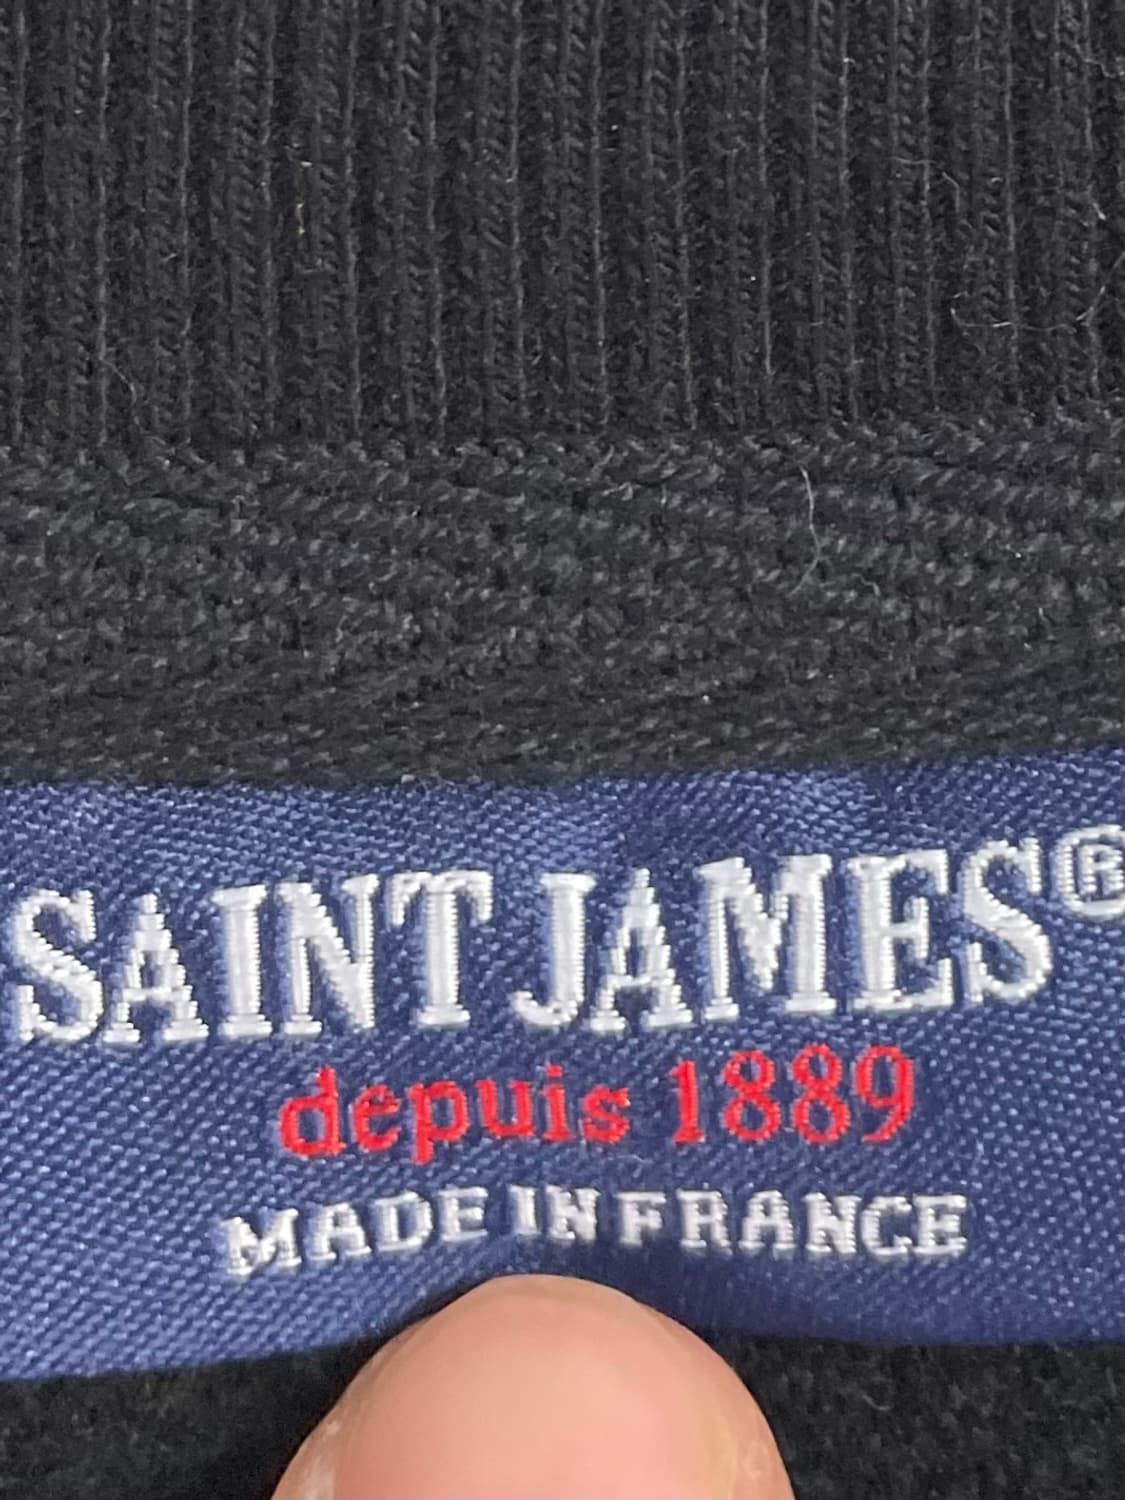 SAINT JAMES®
depuis 1889
MADE IN FRANCE